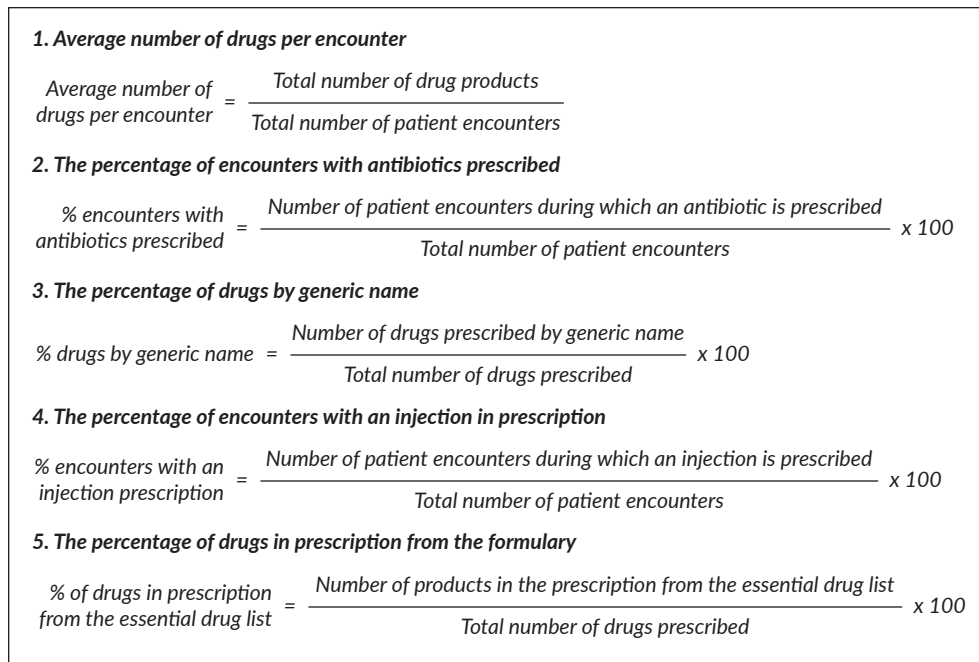 1. Average number of drugs per encounter
Average number of
drugs per encounter
=
Total number of drug products
Total number of patient encounters
2. The percentage of encounters with antibiotics prescribed
% encounters with
antibiotics prescribed
=
Number of patient encounters during which an antibiotic is prescribed
Total number of patient encounters
x 100
3. The percentage of drugs by generic name
% drugs by generic name =
Number of drugs prescribed by generic name
Total number of drugs prescribed
x 100
4. The percentage of encounters with an injection in prescription
% encounters with an
injection prescription
=
Number of patient encounters during which an injection is prescribed
Total number of patient encounters
x 100
5. The percentage of drugs in prescription from the formulary
% of drugs in prescription
from the essential drug list
=
Number of products in the prescription from the essential drug list
Total number of drugs prescribed
x 100